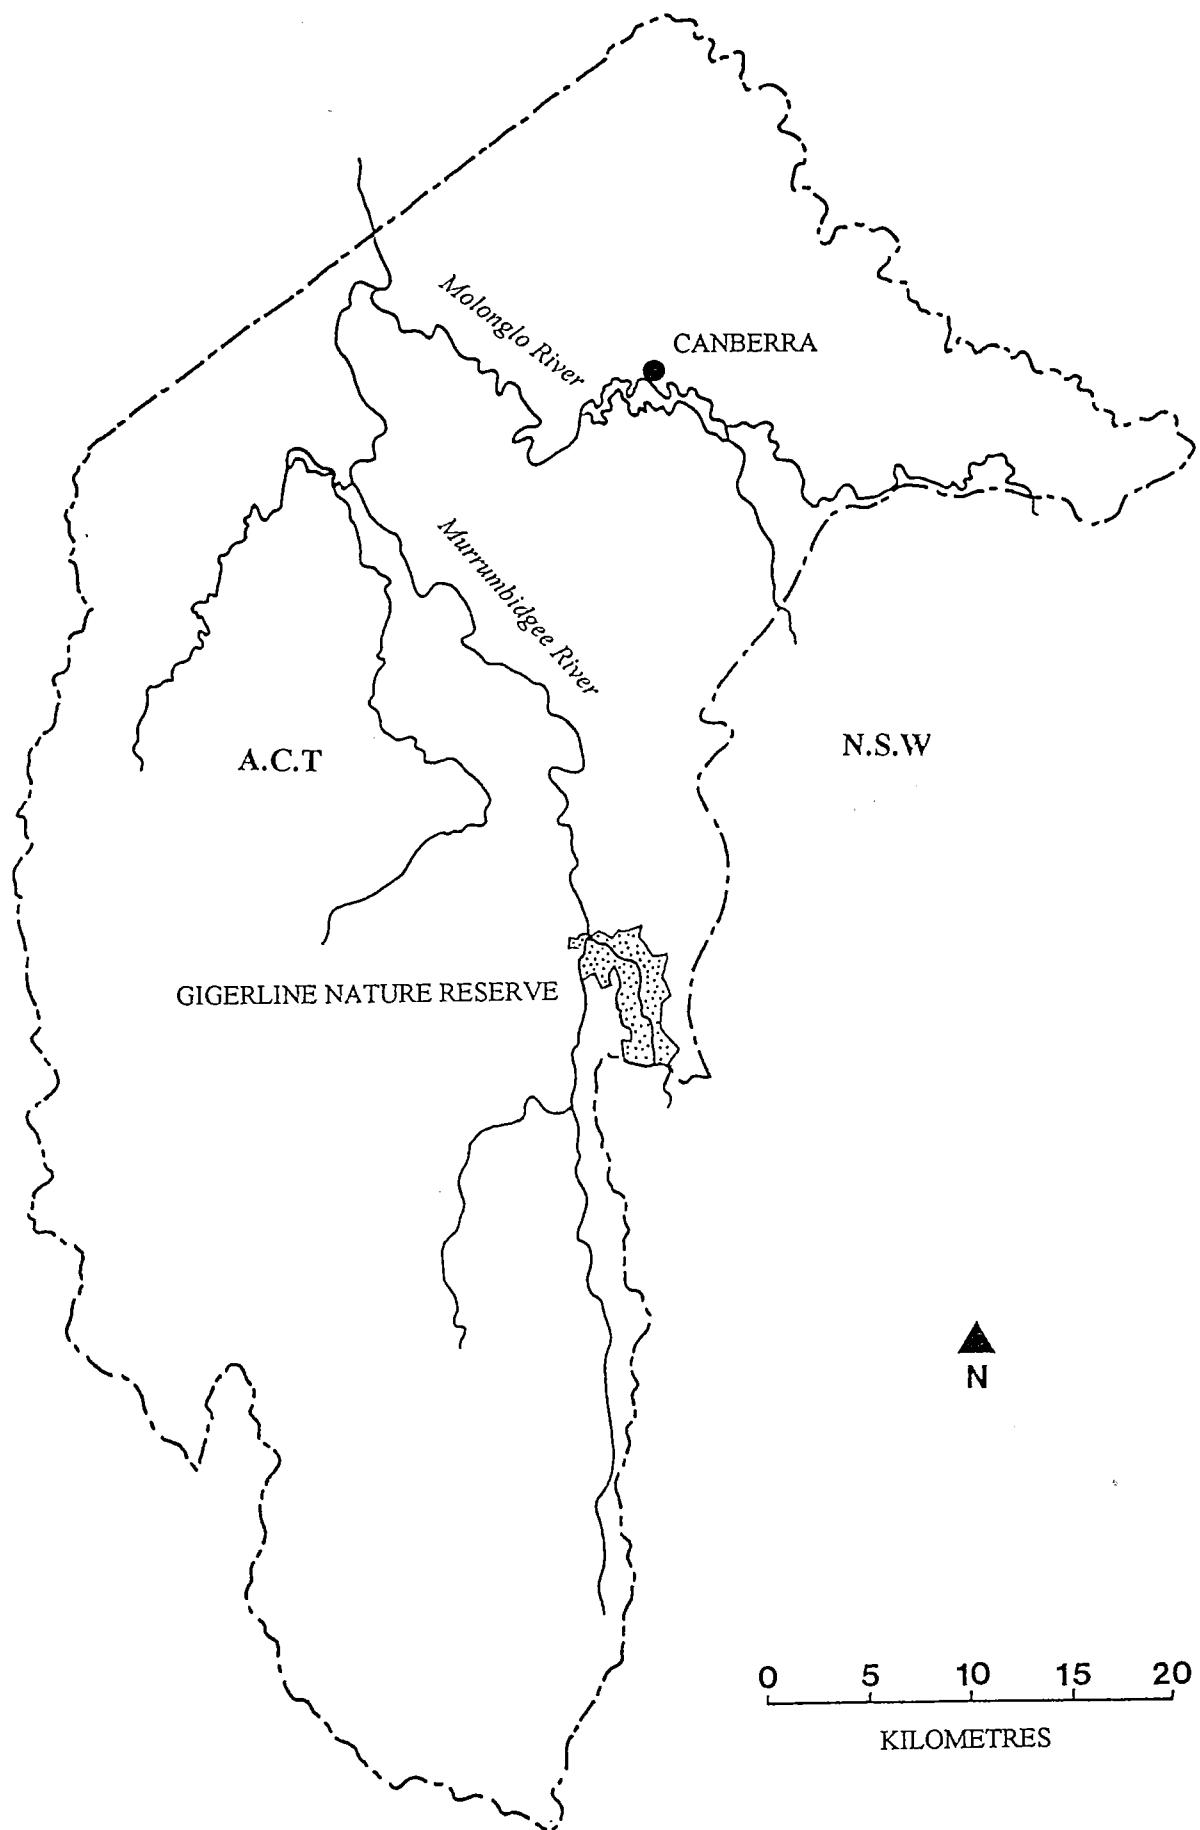 Molonglo River
CANBERRA
Murrumbidgee River
A.C.T
N.S.W
GIGERLINE NATURE RESERVE
N
0 5 10 15 20
KILOMETRES